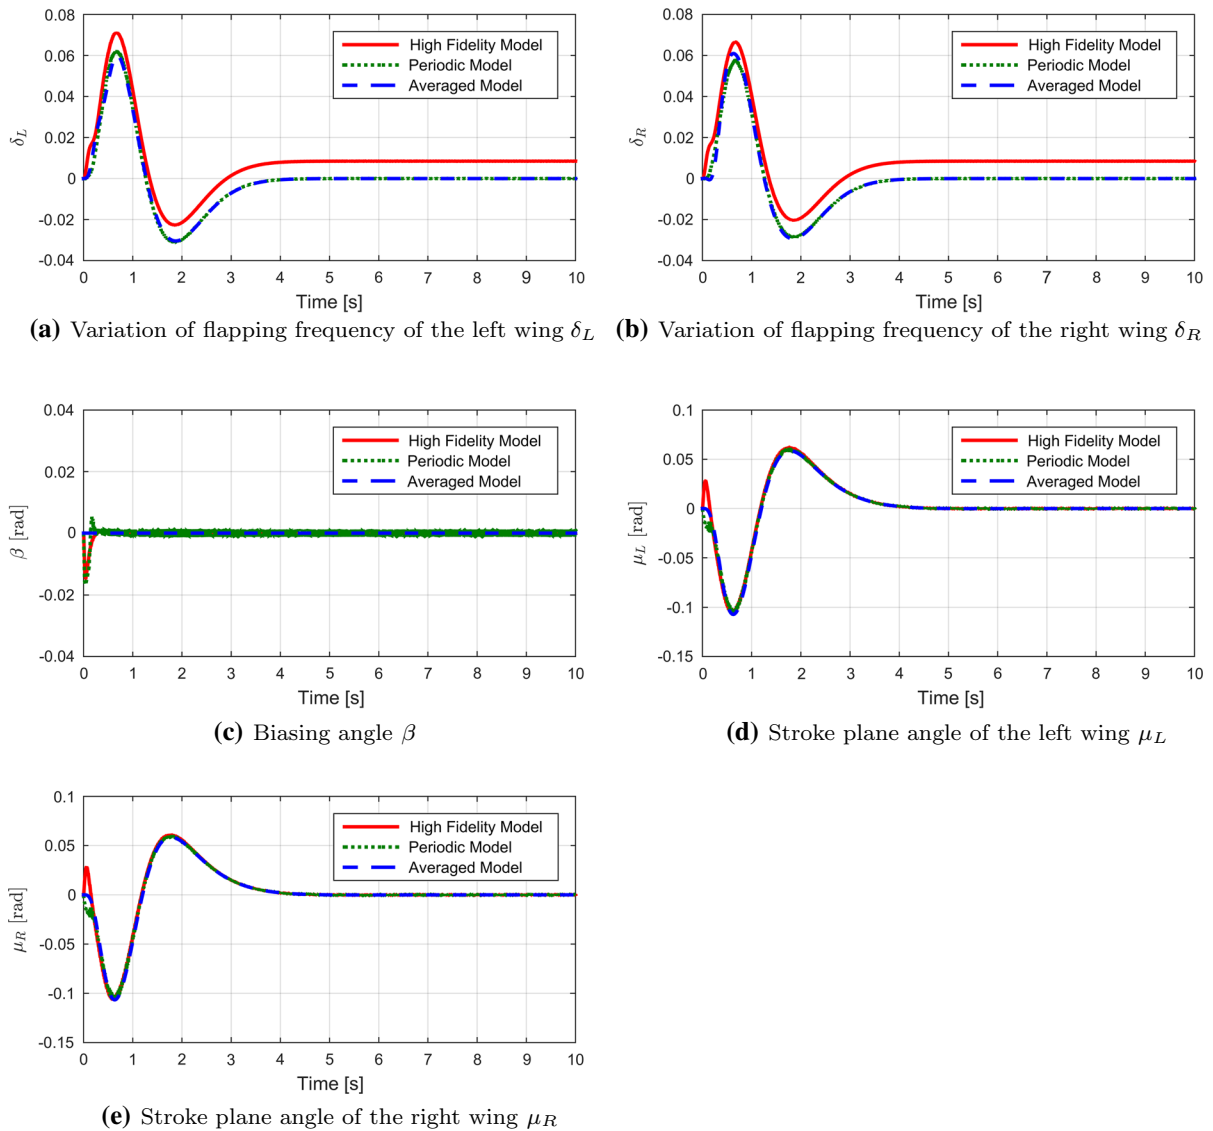 0.08
0.06
0.04
0.02
0
-0.02
-0.04
δL
High Fidelity Model
Periodic Model
Averaged Model
0 1 2 3 4 5 6 7 8 9 10
Time [s]
(a) Variation of flapping frequency of the left wing δL
0.08
0.06
0.04
0.02
0
-0.02
-0.04
δR
High Fidelity Model
Periodic Model
Averaged Model
0 1 2 3 4 5 6 7 8 9 10
Time [s]
(b) Variation of flapping frequency of the right wing δR
0.04
0.02
0
-0.02
-0.04
β [rad]
High Fidelity Model
Periodic Model
Averaged Model
0 1 2 3 4 5 6 7 8 9 10
Time [s]
(c) Biasing angle β
0.1
0.05
0
-0.05
-0.1
-0.15
μL [rad]
High Fidelity Model
Periodic Model
Averaged Model
0 1 2 3 4 5 6 7 8 9 10
Time [s]
(d) Stroke plane angle of the left wing μL
0.1
0.05
0
-0.05
-0.1
-0.15
μR [rad]
High Fidelity Model
Periodic Model
Averaged Model
0 1 2 3 4 5 6 7 8 9 10
Time [s]
(e) Stroke plane angle of the right wing μR